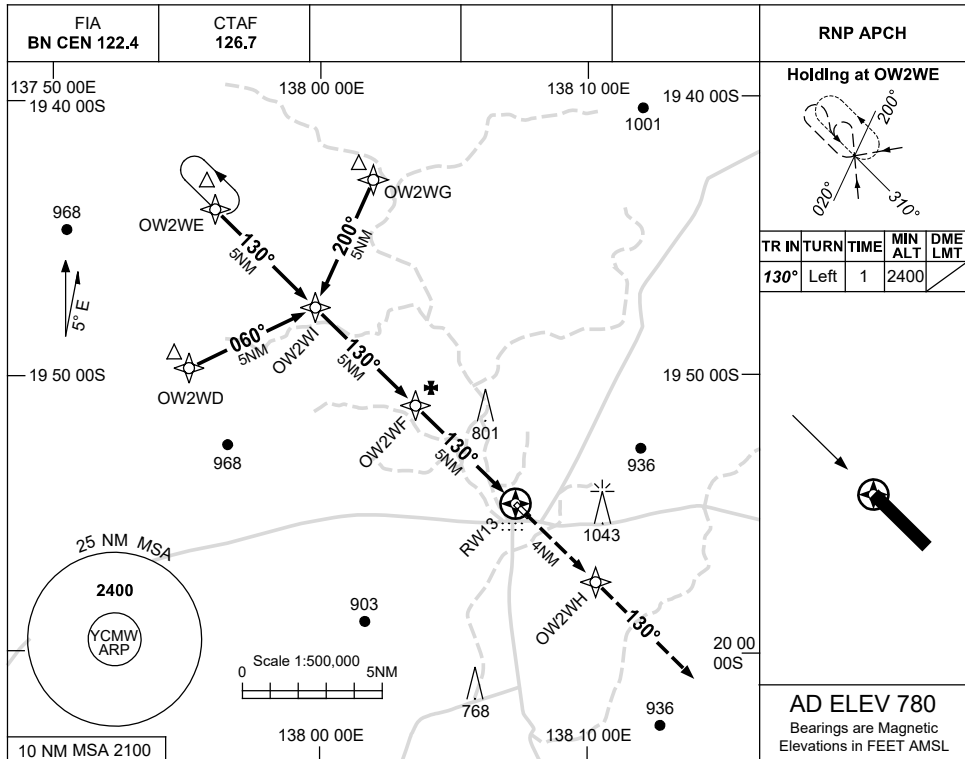 FIA
BN CEN 122.4
CTAF
126.7
RNP APCH
137 50 00E
138 00 00E
138 10 00E
19 40 00S
19 40 00S
1001
OW2WG
OW2WE
968
200°
5NM
130°
5NM
5° E
060°
5NM
OW2WI
OW2WD
130°
5NM
19 50 00S
19 50 00S
OW2WF
801
130°
5NM
968
936
RW13
1043
4NM
OW2WH
130°
25 NM MSA
2400
YCMW
ARP
903
Scale 1:500,000
0
5NM
20 00
00S
768
936
10 NM MSA 2100
138 00 00E
138 10 00E
Holding at OW2WE
200°
020°
310°
TR IN TURN TIME MIN ALT DME LMT
130° Left 1 2400
AD ELEV 780
Bearings are Magnetic
Elevations in FEET AMSL